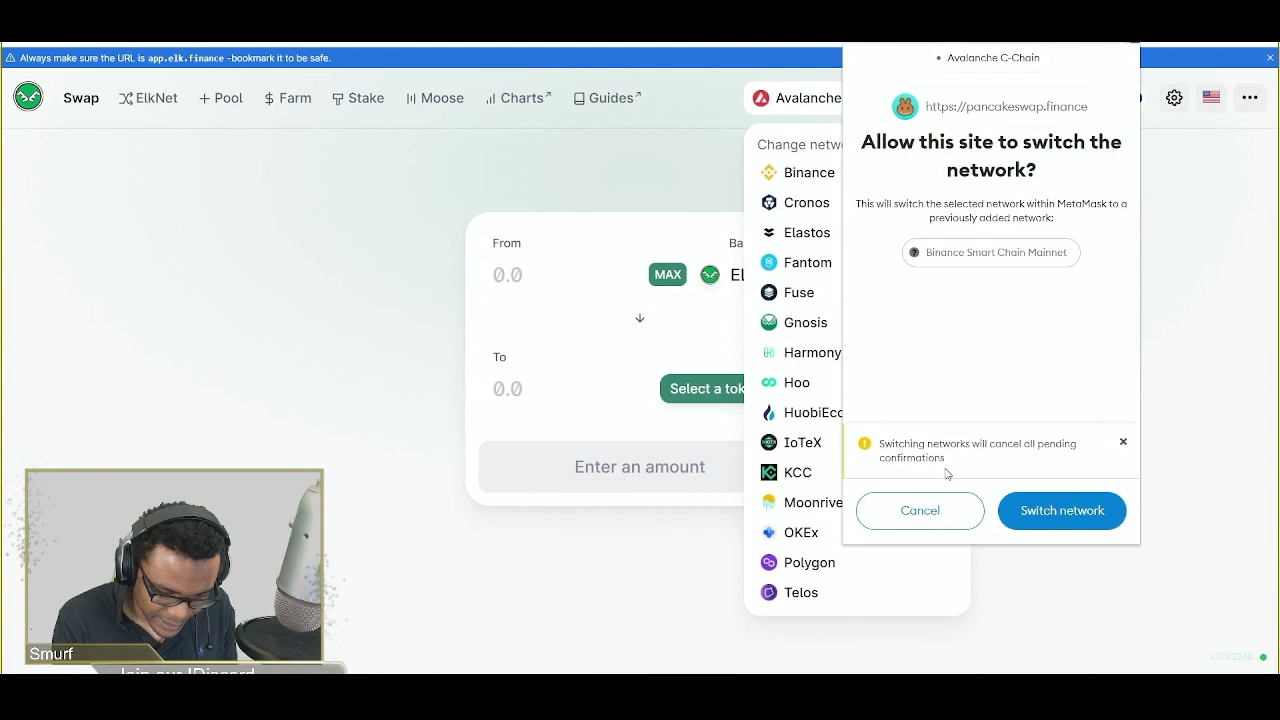 Always make sure the URL is app.elk.finance -bookmark it to be safe.
Swap ElkNet Pool Farm Stake Moose Charts Guides Avalanche
Change netw
Binance
Cronos
Elastos
Fantom
Fuse
Gnosis
Harmony
Hoo
HuobiEco
IoTeX
KCC
Moonrive
OKEx
Polygon
Telos
From
Ba
0.0
MAX
EL
To
0.0
Select a tok
Enter an amount
Avalanche C-Chain
https://pancakeswap.finance
Allow this site to switch the
network?
This will switch the selected network within MetaMask to a
previously added network:
Binance Smart Chain Mainnet
Switching networks will cancel all pending
confirmations
Cancel
Switch network
Smurf
Join our !Discord